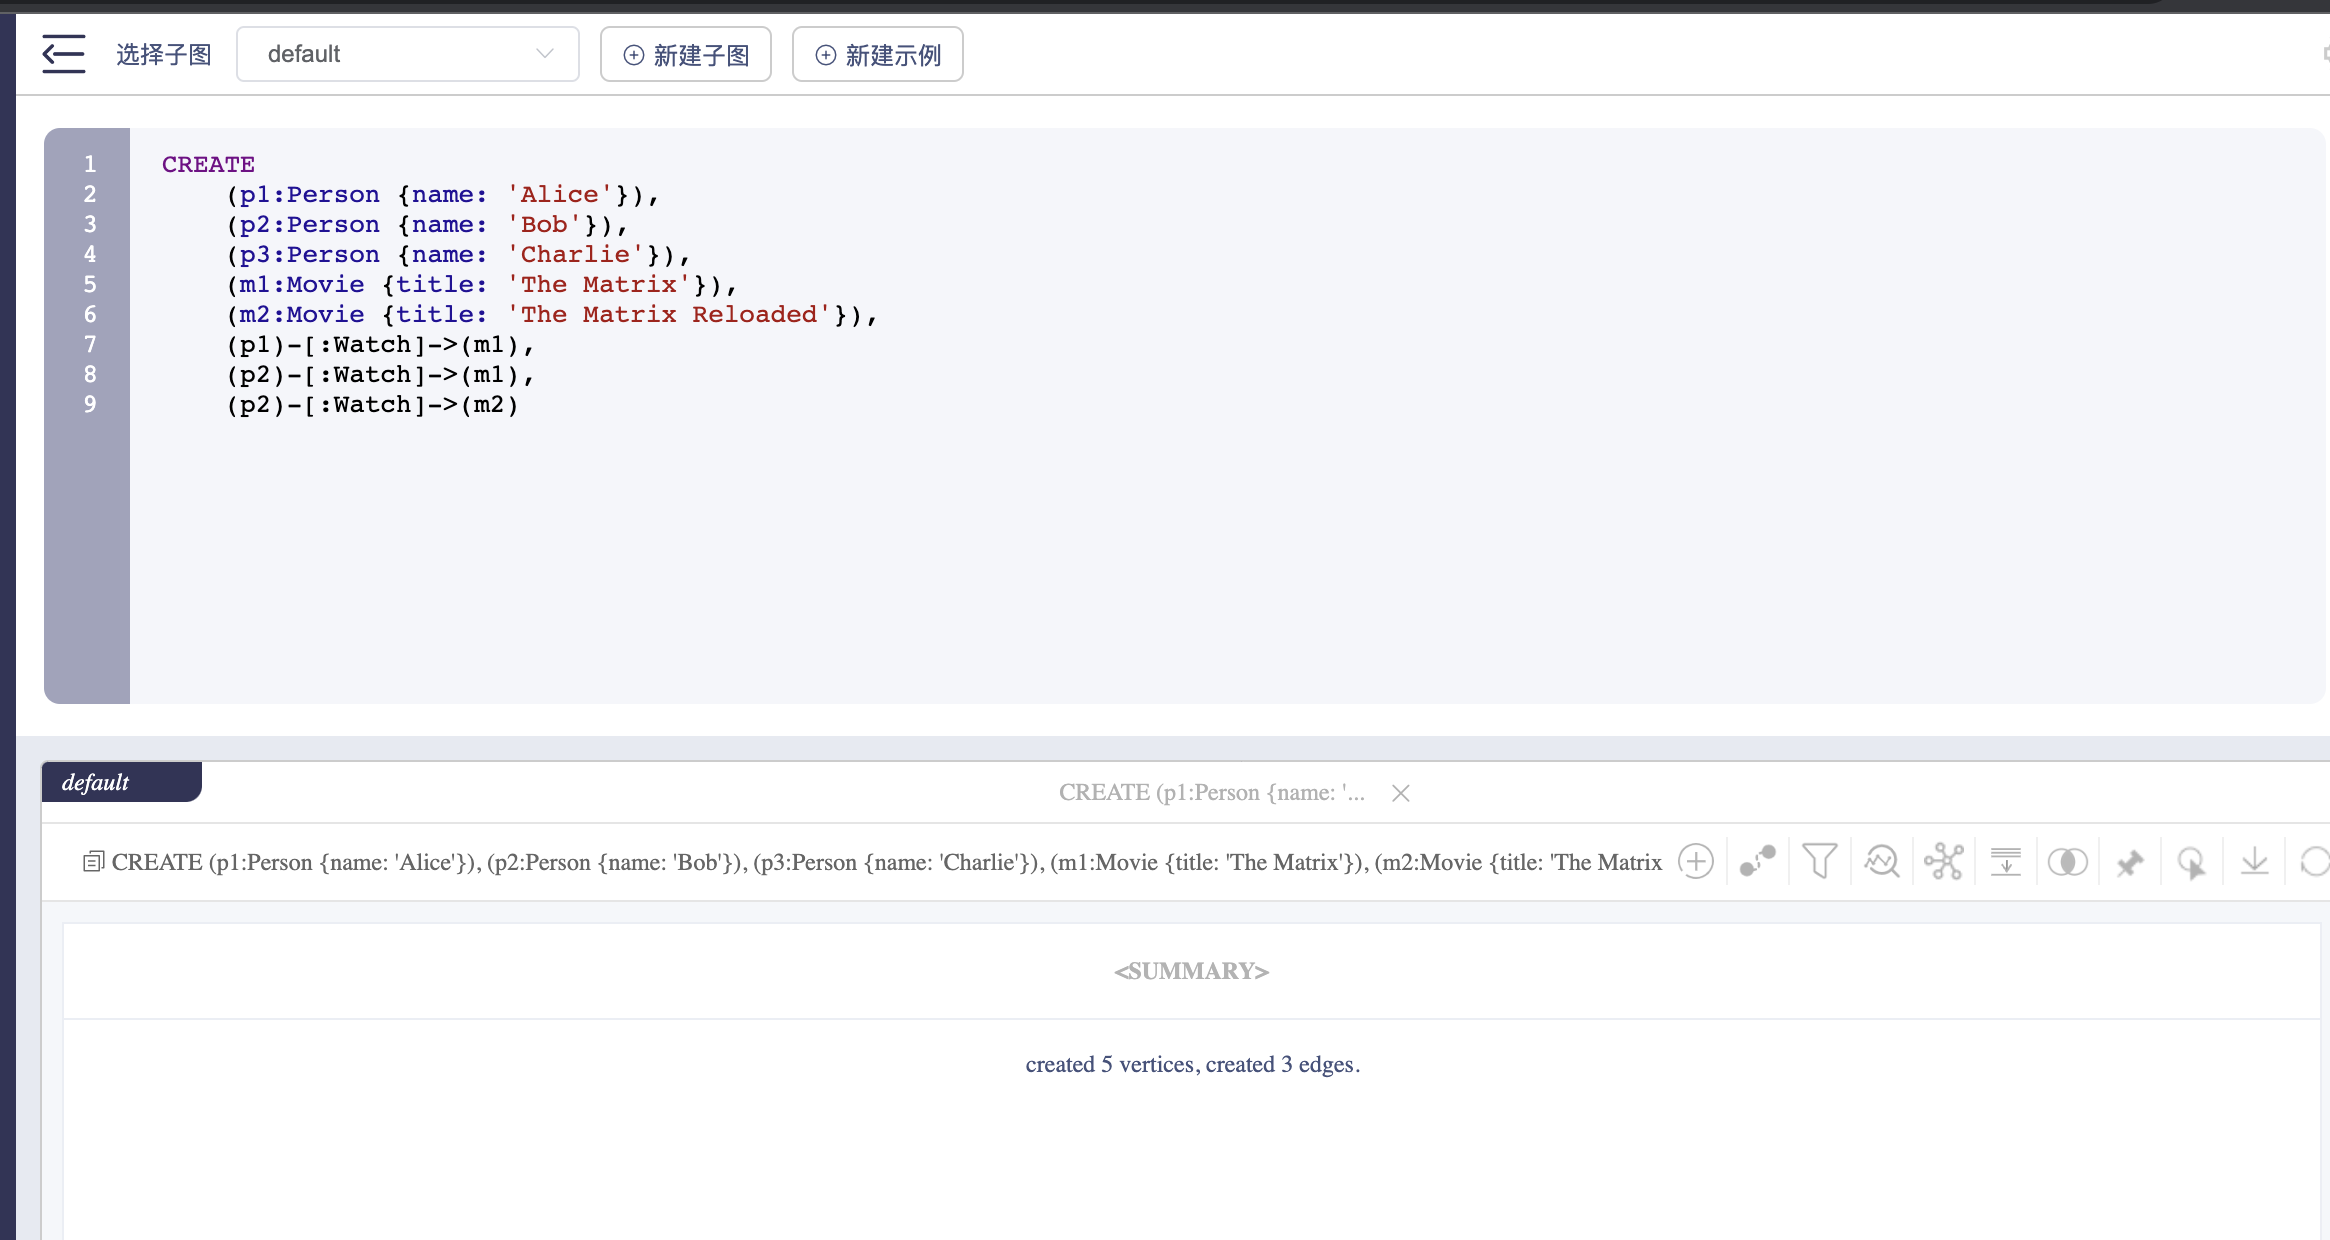 选择子图 default 新建子图 新建示例
1 CREATE
2 (p1:Person {name: 'Alice'}),
3 (p2:Person {name: 'Bob'}),
4 (p3:Person {name: 'Charlie'}),
5 (m1:Movie {title: 'The Matrix'}),
6 (m2:Movie {title: 'The Matrix Reloaded'}),
7 (p1)-[:Watch]->(m1),
8 (p2)-[:Watch]->(m1),
9 (p2)-[:Watch]->(m2)
default
CREATE (p1:Person {name: '...
CREATE (p1:Person {name: 'Alice'}), (p2:Person {name: 'Bob'}), (p3:Person {name: 'Charlie'}), (m1:Movie {title: 'The Matrix'}), (m2:Movie {title: 'The Matrix
<SUMMARY>
created 5 vertices, created 3 edges.